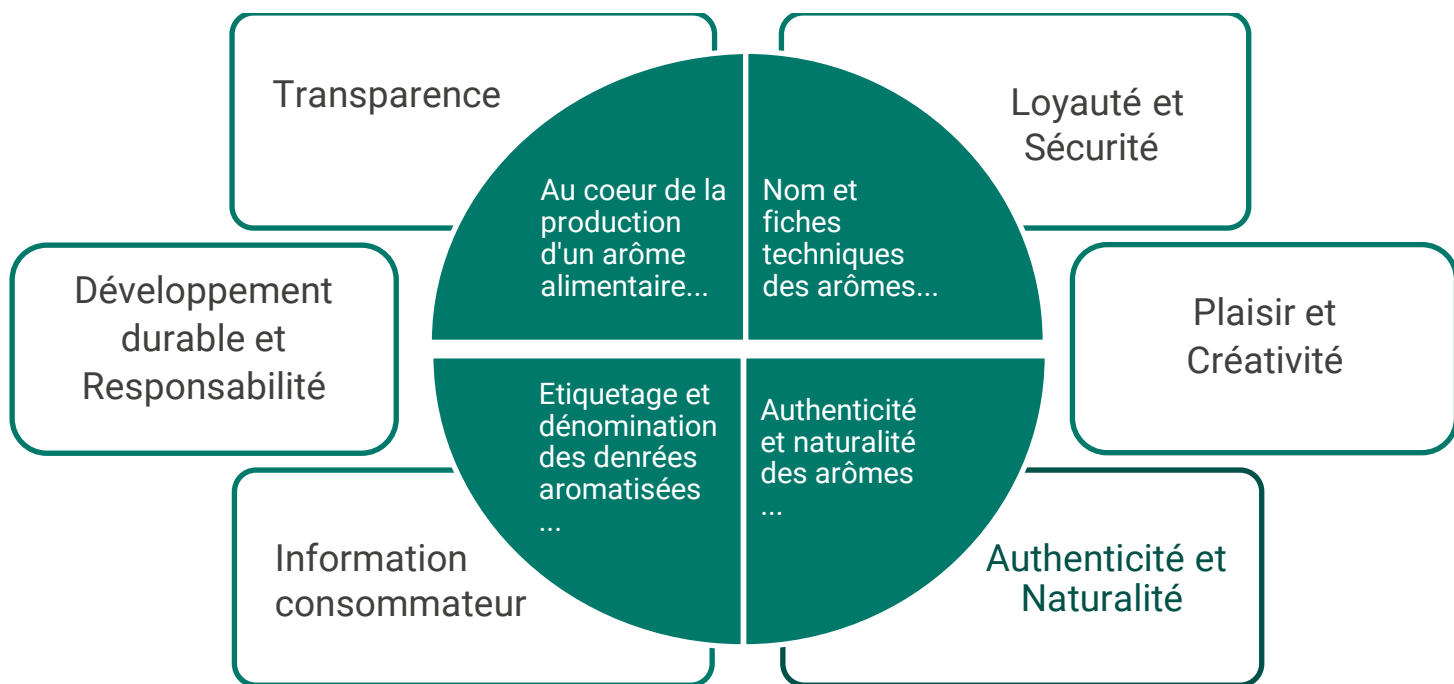 Transparence
Loyauté et
Sécurité
Au coeur de la
production
d'un arôme
alimentaire...
Nom et
fiches
techniques
des arômes...
Développement
durable et
Responsabilité
Plaisir et
Créativité
Etiquetage et
dénomination
des denrées
aromatisées
...
Authenticité
et naturalité
des arômes
...
Information
consommateur
Authenticité et
Naturalité